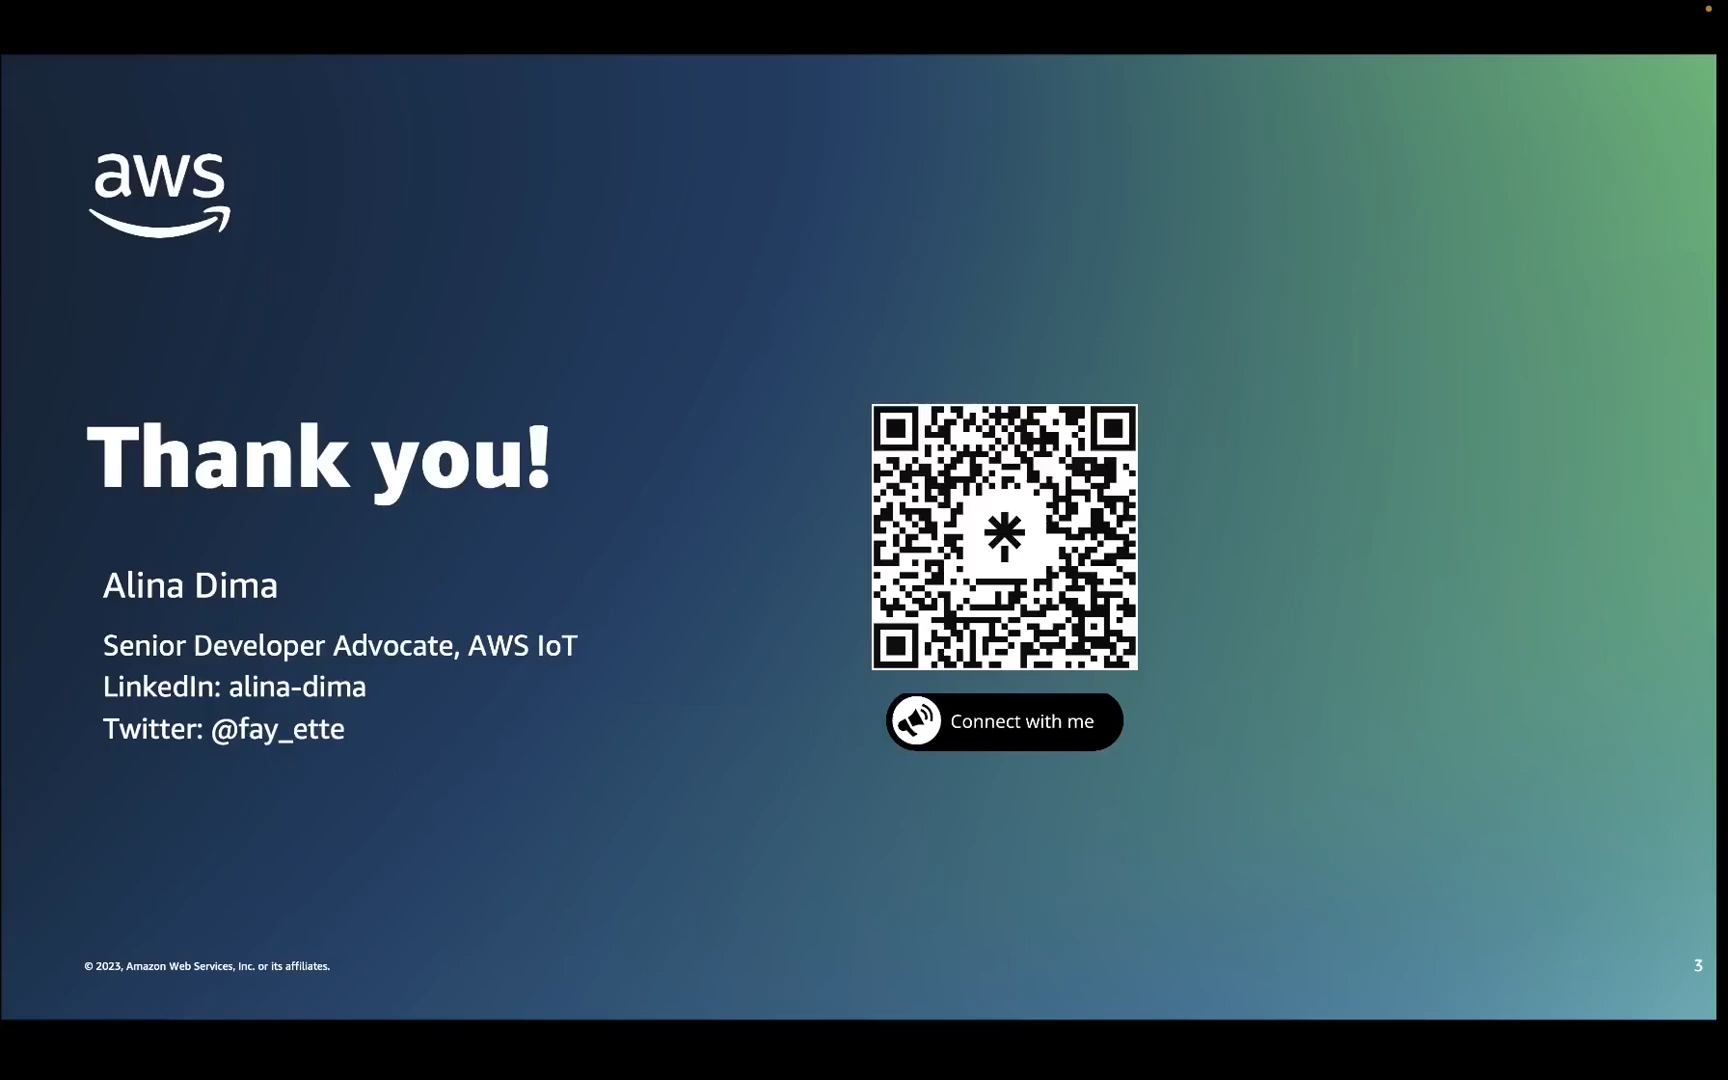 aws
Thank you!
Alina Dima
Senior Developer Advocate, AWS IoT
LinkedIn: alina-dima
Twitter: @fay_ette
Connect with me
© 2023, Amazon Web Services, Inc. or its affiliates.
3